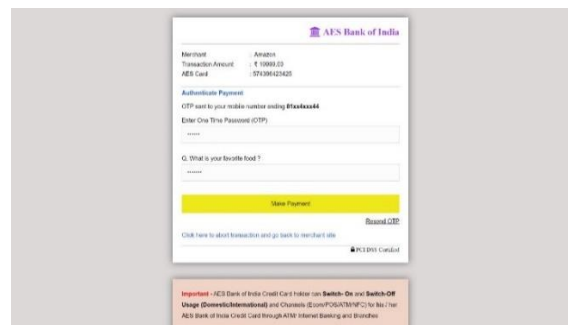 AES Bank of India
Merchant : Amazon
Transaction Amount : ₹ 19999.00
AES Card : 574386423425
Authenticate Payment
OTP sent to your mobile number ending 81xx4xxx44
Enter One Time Password (OTP)
······
Q. What is your favorite food ?
·······
Make Payment
Resend OTP
Click here to abort transaction and go back to merchant site
PCI DSS Certified
Important - AES Bank of India Credit Card holder can Switch- On and Switch-Off
Usage (Domestic/International) and Channels (Ecom/POS/ATM/NFC) for his / her
AES Bank of India Credit Card through ATM/ Internet Banking and Branches